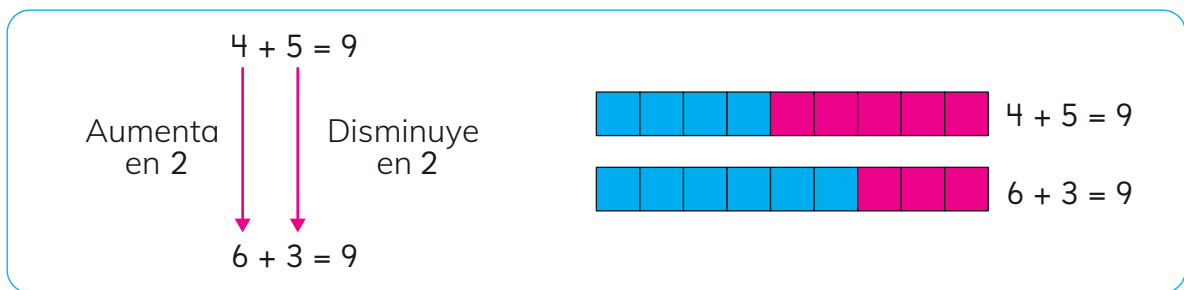 4 + 5 = 9
Aumenta
en 2
Disminuye
en 2
6 + 3 = 9
4 + 5 = 9
6 + 3 = 9